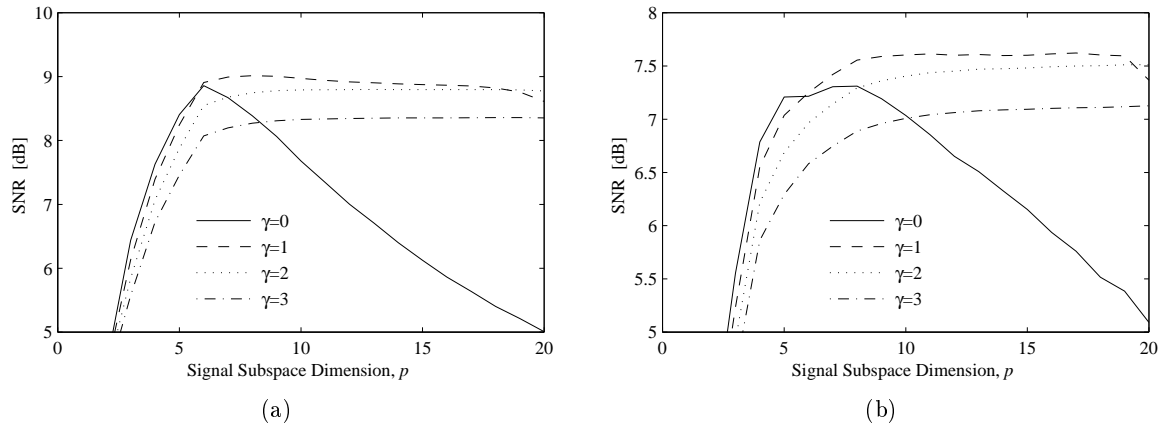 10
9
8
7
6
5
SNR [dB]
γ=0
γ=1
γ=2
γ=3
0 5 10 15 20
Signal Subspace Dimension, p
(a)
8
7.5
7
6.5
6
5.5
5
SNR [dB]
γ=0
γ=1
γ=2
γ=3
0 5 10 15 20
Signal Subspace Dimension, p
(b)